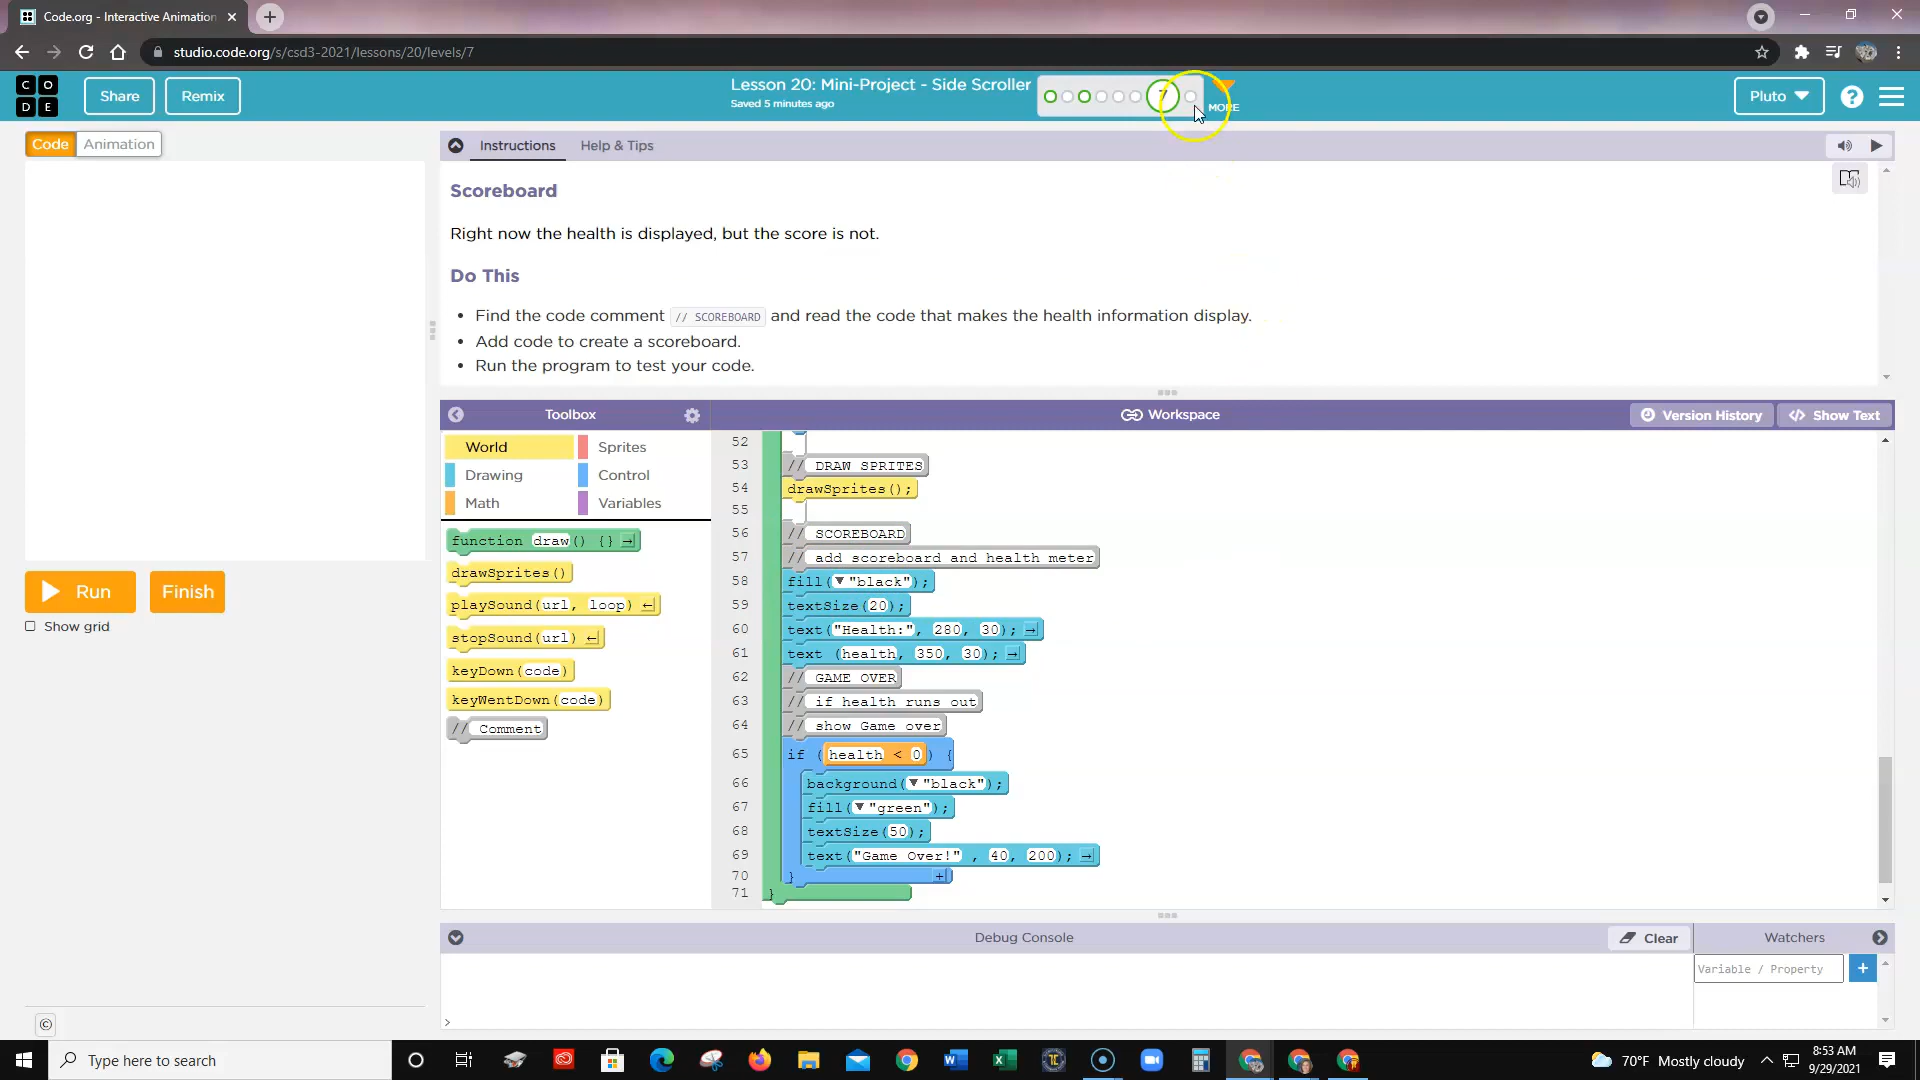 Code.org - Interactive Animation
studio.code.org/s/csd3-2021/lessons/20/levels/7
CO
DE
Share
Remix
Lesson 20: Mini-Project - Side Scroller
Saved 5 minutes ago
7
MORE
Pluto
?
Code
Animation
Instructions
Help & Tips
Scoreboard
Right now the health is displayed, but the score is not.
Do This
• Find the code comment // SCOREBOARD and read the code that makes the health information display.
• Add code to create a scoreboard.
• Run the program to test your code.
Toolbox
Workspace
Version History
Show Text
World
Sprites
Drawing
Control
Math
Variables
function draw() {}
drawSprites()
playSound(url, loop)
stopSound(url)
keyDown(code)
keyWentDown(code)
// Comment
Run
Finish
Show grid
52
53 // DRAW SPRITES
54 drawSprites();
55
56 // SCOREBOARD
57 // add scoreboard and health meter
58 fill("black");
59 textSize(20);
60 text("Health:", 280, 30);
61 text (health, 350, 30);
62 // GAME OVER
63 // if health runs out
64 // show Game over
65 if (health < 0) {
66 background("black");
67 fill("green");
68 textSize(50);
69 text("Game Over!" , 40, 200);
70 }
71 }
Debug Console
Clear
Watchers
Variable / Property
+
>
©
Type here to search
70°F Mostly cloudy
8:53 AM
9/29/2021